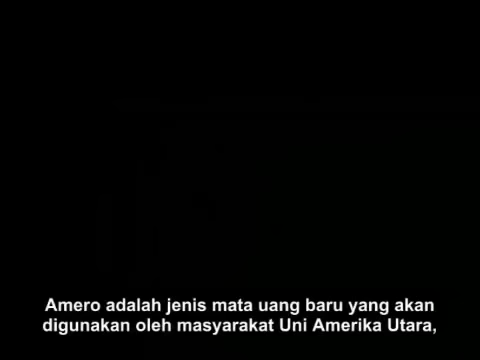 Amero adalah jenis mata uang baru yang akan
digunakan oleh masyarakat Uni Amerika Utara,